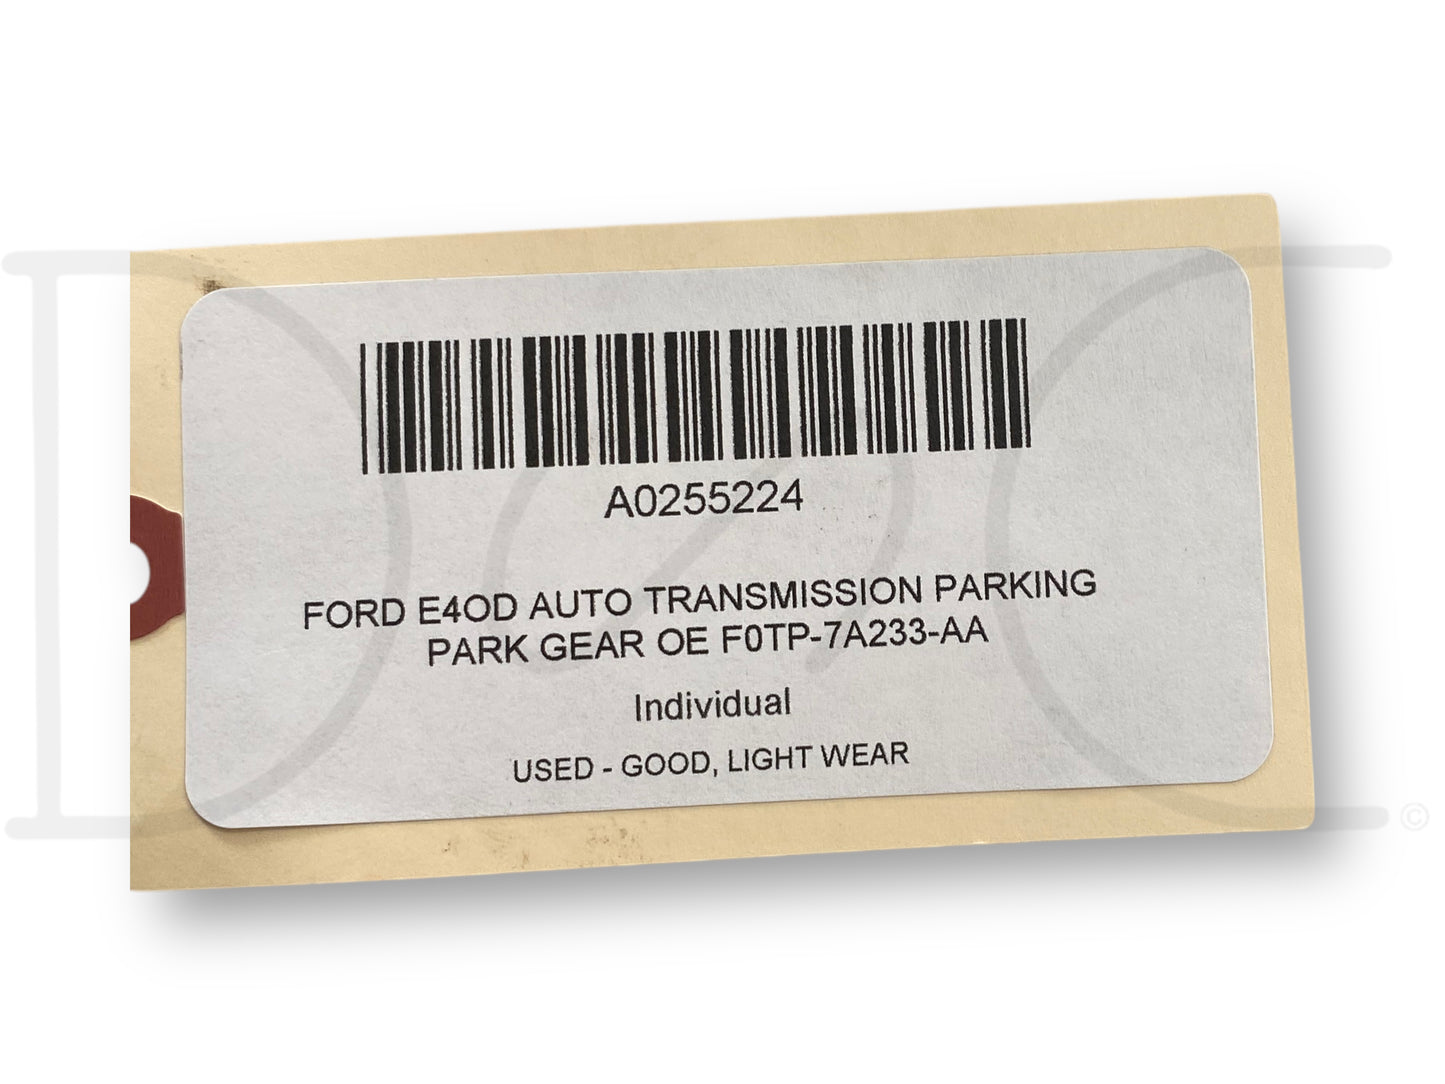 A0255224
FORD E4OD AUTO TRANSMISSION PARKING
PARK GEAR OE F0TP-7A233-AA
Individual
USED - GOOD, LIGHT WEAR
©